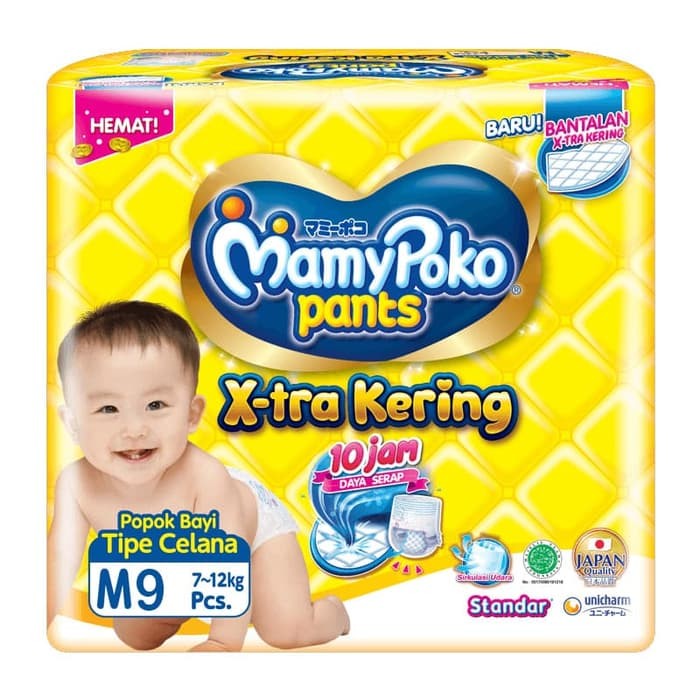 HEMAT!
BARU! BANTALAN
X-TRA KERING
マミーポコ
MamyPoko®
pants
X-tra Kering
10 jam
DAYA SERAP
Popok Bayi
Tipe Celana
M9 7~12kg
Pcs.
Sirkulasi Udara
JAPAN
Quality
Standar
unicharm
ユニ・チャーム